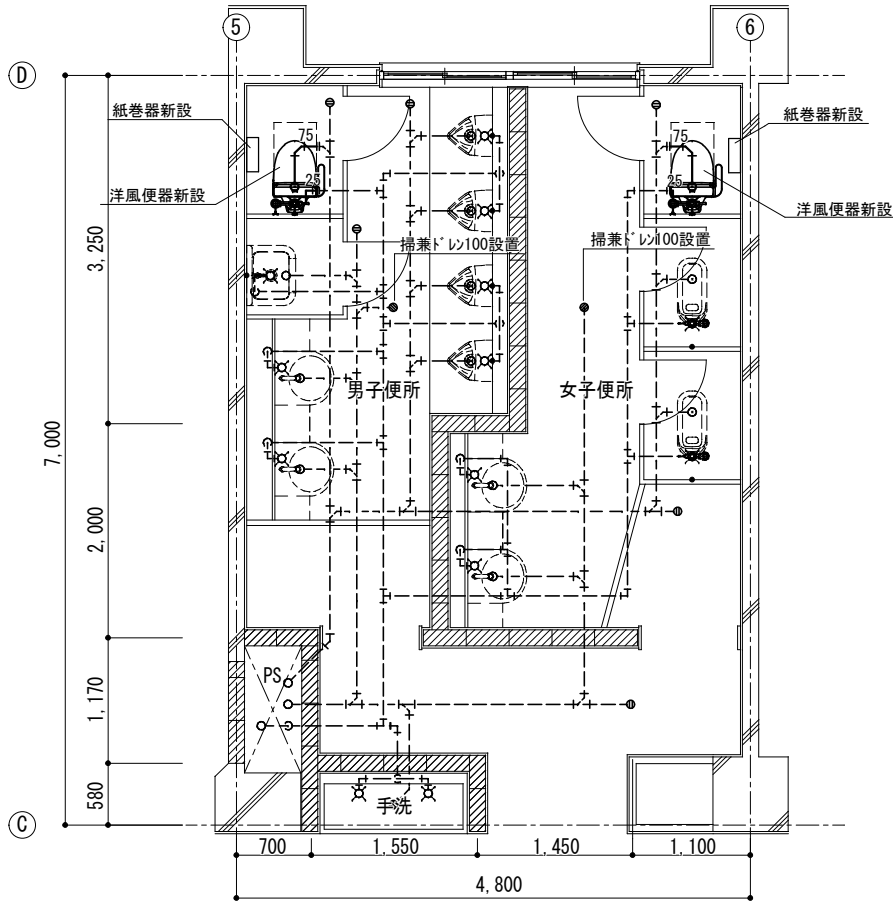 5
6
D
紙巻器新設
75
25
洋風便器新設
紙巻器新設
75
25
洋風便器新設
掃兼ﾄﾞﾚﾝ100設置
掃兼ﾄﾞﾚﾝ100設置
男子便所
女子便所
3,250
7,000
2,000
1,170
580
PS
手洗
C
700
1,550
1,450
1,100
4,800